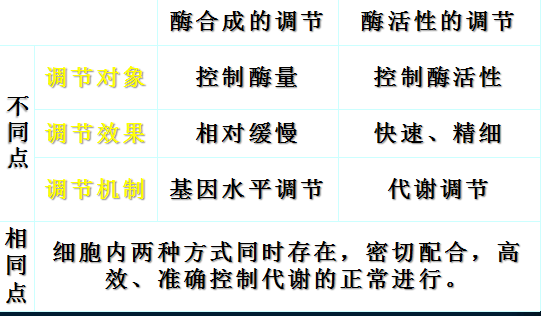 酶合成的调节 酶活性的调节
不同点
调节对象 控制酶量 控制酶活性
调节效果 相对缓慢 快速、精细
调节机制 基因水平调节 代谢调节
相同点
细胞内两种方式同时存在，密切配合，高
效、准确控制代谢的正常进行。